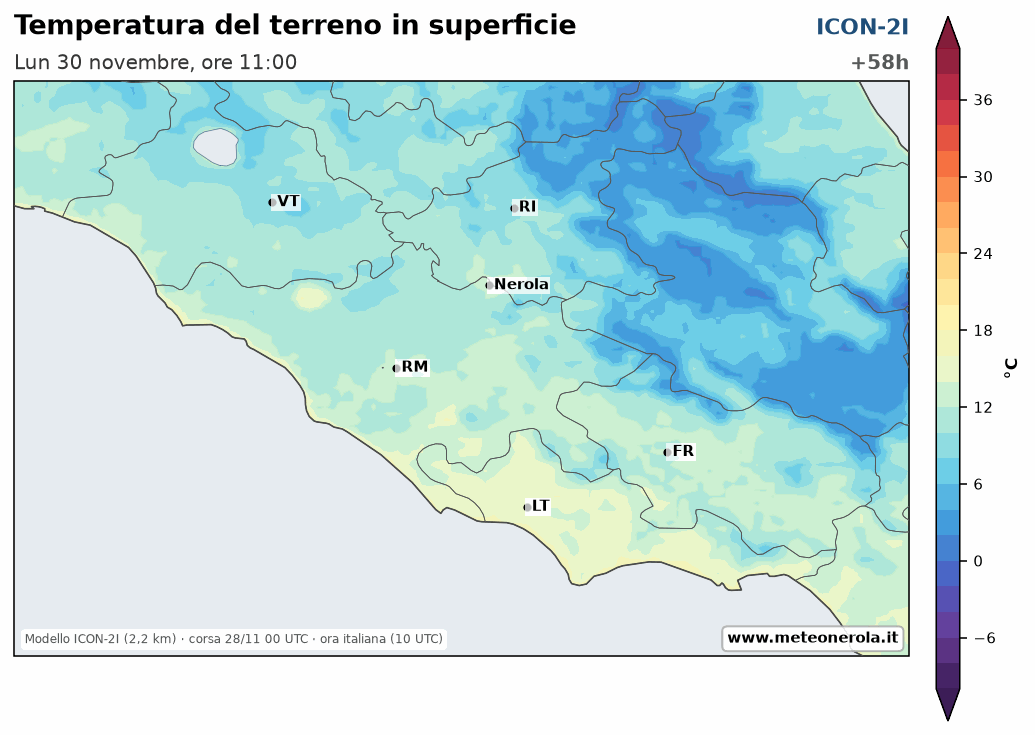 Temperatura del terreno in superficie
ICON-2I
Lun 30 novembre, ore 11:00
+58h
36
30
24
18
12
6
0
−6
°C
VT
RI
Nerola
RM
FR
LT
Modello ICON-2I (2,2 km) · corsa 28/11 00 UTC · ora italiana (10 UTC)
www.meteonerola.it